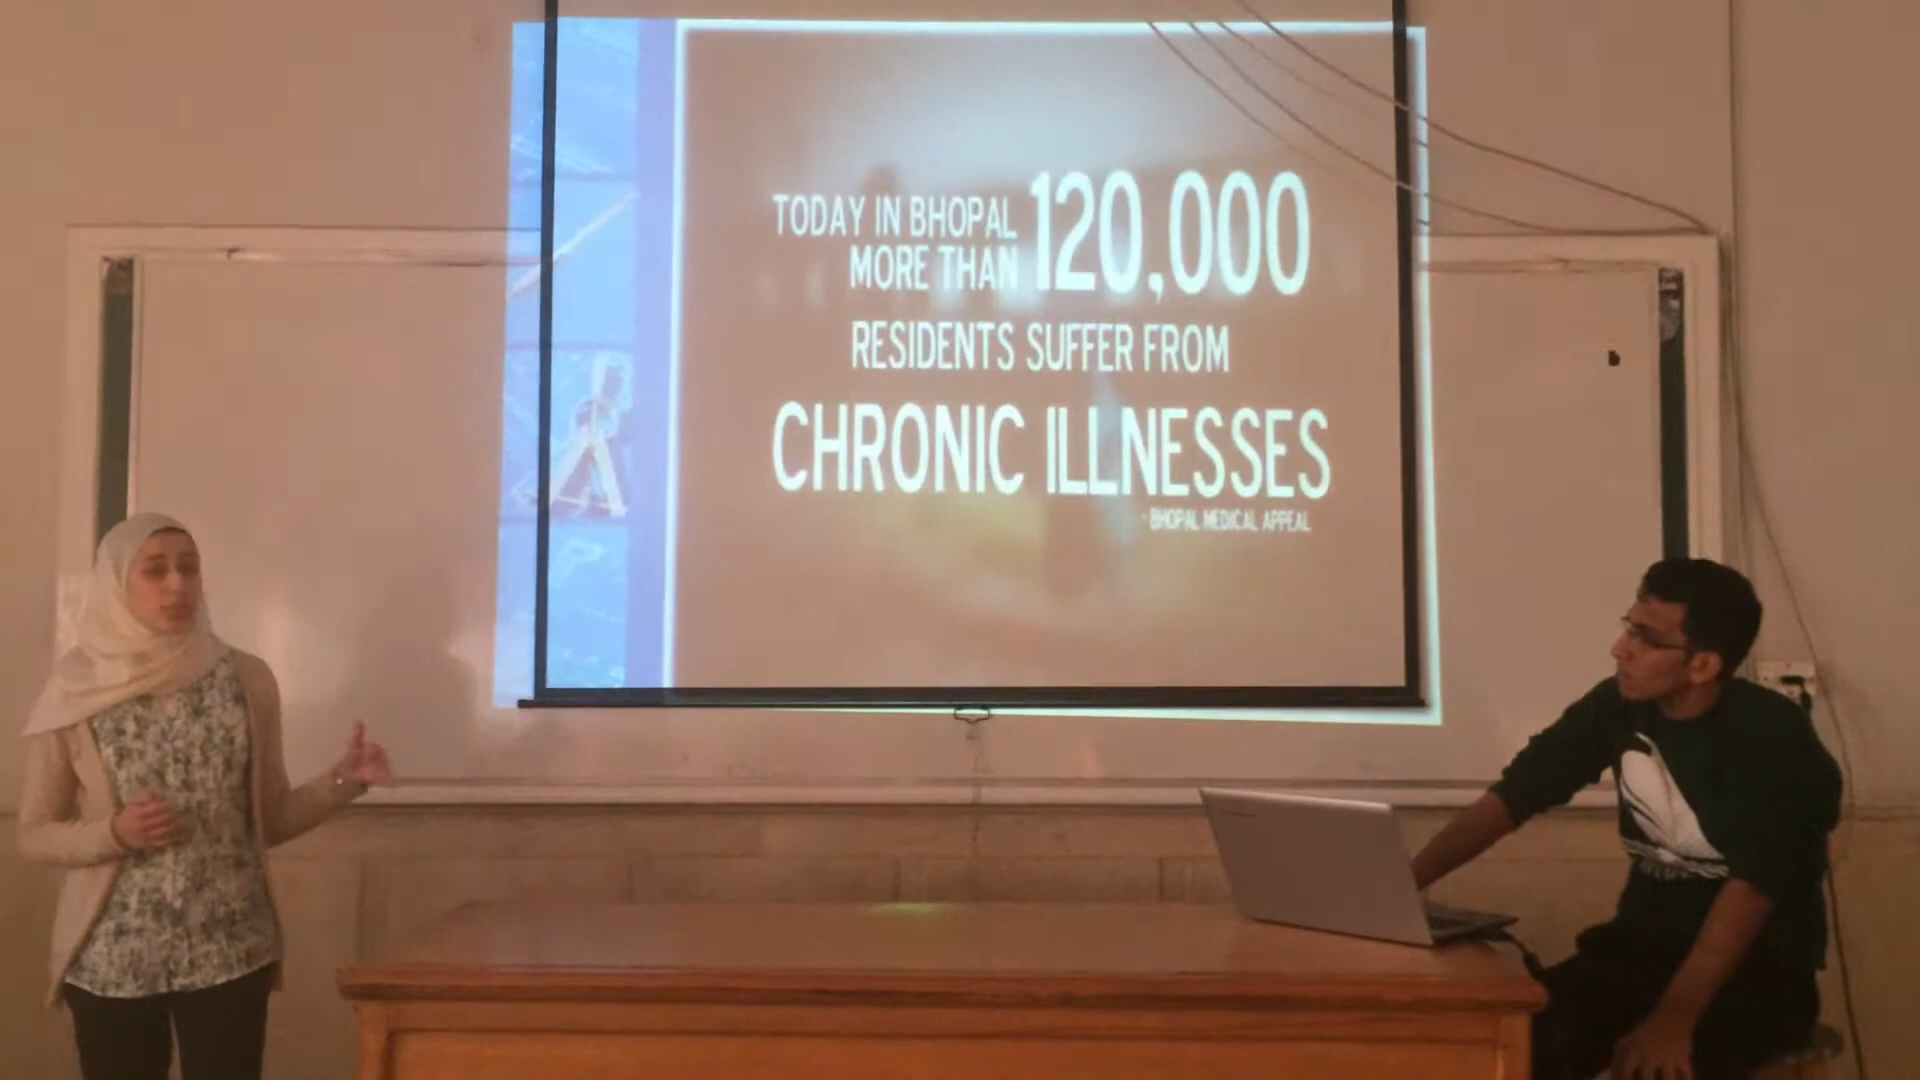 TODAY IN BHOPAL
MORE THAN 120,000
RESIDENTS SUFFER FROM
CHRONIC ILLNESSES
- BHOPAL MEDICAL APPEAL